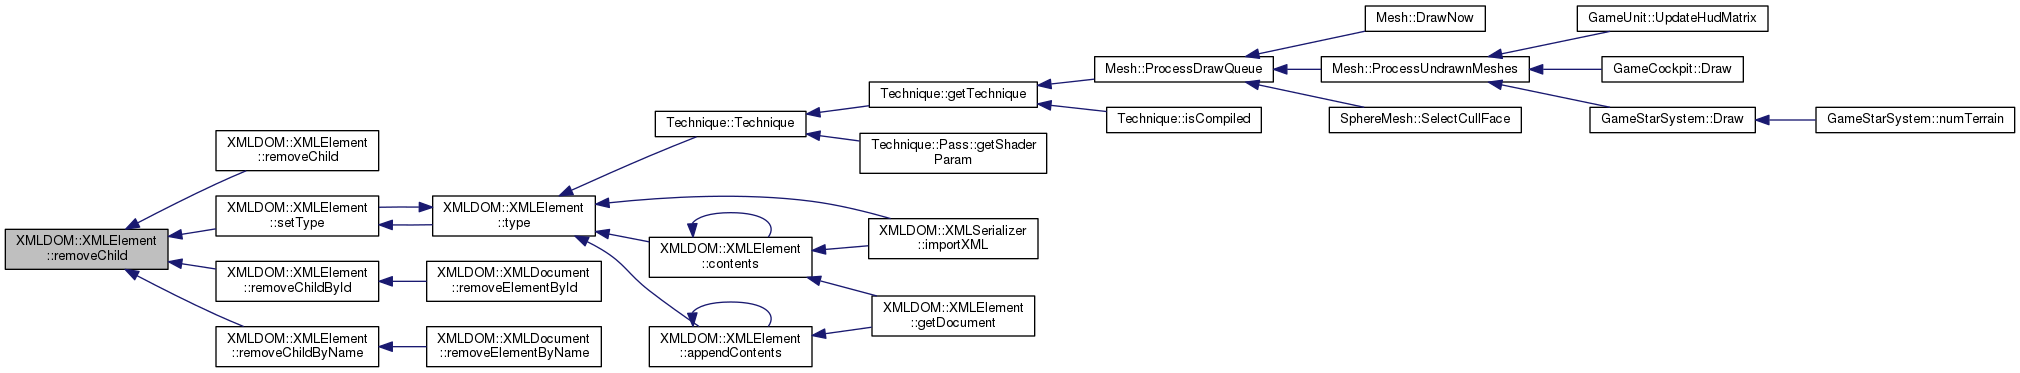 XMLDOM::XMLElement
::removeChild
XMLDOM::XMLElement
::removeChild
XMLDOM::XMLElement
::setType
XMLDOM::XMLElement
::removeChildById
XMLDOM::XMLElement
::removeChildByName
XMLDOM::XMLElement
::type
XMLDOM::XMLDocument
::removeElementById
XMLDOM::XMLDocument
::removeElementByName
Technique::Technique
XMLDOM::XMLElement
::contents
XMLDOM::XMLElement
::appendContents
Technique::getTechnique
Technique::Pass::getShader
Param
XMLDOM::XMLSerializer
::importXML
XMLDOM::XMLElement
::getDocument
Mesh::ProcessDrawQueue
Technique::isCompiled
Mesh::DrawNow
Mesh::ProcessUndrawnMeshes
SphereMesh::SelectCullFace
GameUnit::UpdateHudMatrix
GameCockpit::Draw
GameStarSystem::Draw
GameStarSystem::numTerrain